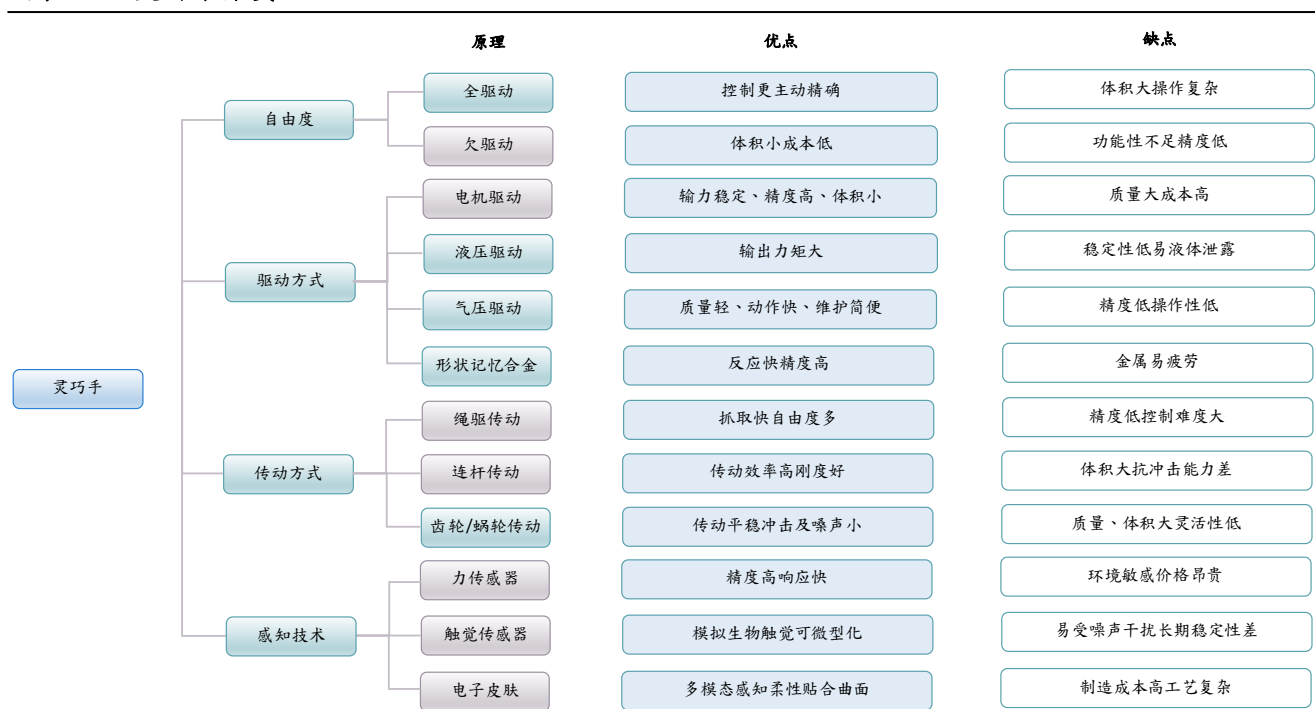 原理 优点 缺点
全驱动 控制更主动精确 体积大操作复杂
自由度
欠驱动 体积小成本低 功能性不足精度低
电机驱动 输力稳定、精度高、体积小 质量大成本高
液压驱动 输出力矩大 稳定性低易液体泄露
驱动方式
气压驱动 质量轻、动作快、维护简便 精度低操作性低
形状记忆合金 反应快精度高 金属易疲劳
灵巧手
绳驱传动 抓取快自由度多 精度低控制难度大
传动方式 连杆传动 传动效率高刚度好 体积大抗冲击能力差
齿轮/蜗轮传动 传动平稳冲击及嗓声小 质量、体积大灵活性低
力传感器 精度高响应快 环境敏感价格昂贵
感知技术 触觉传感器 模拟生物触觉可微型化 易受噪声干扰长期稳定性差
电子皮肤 多模态感知柔性贴合曲面 制造成本高工艺复杂